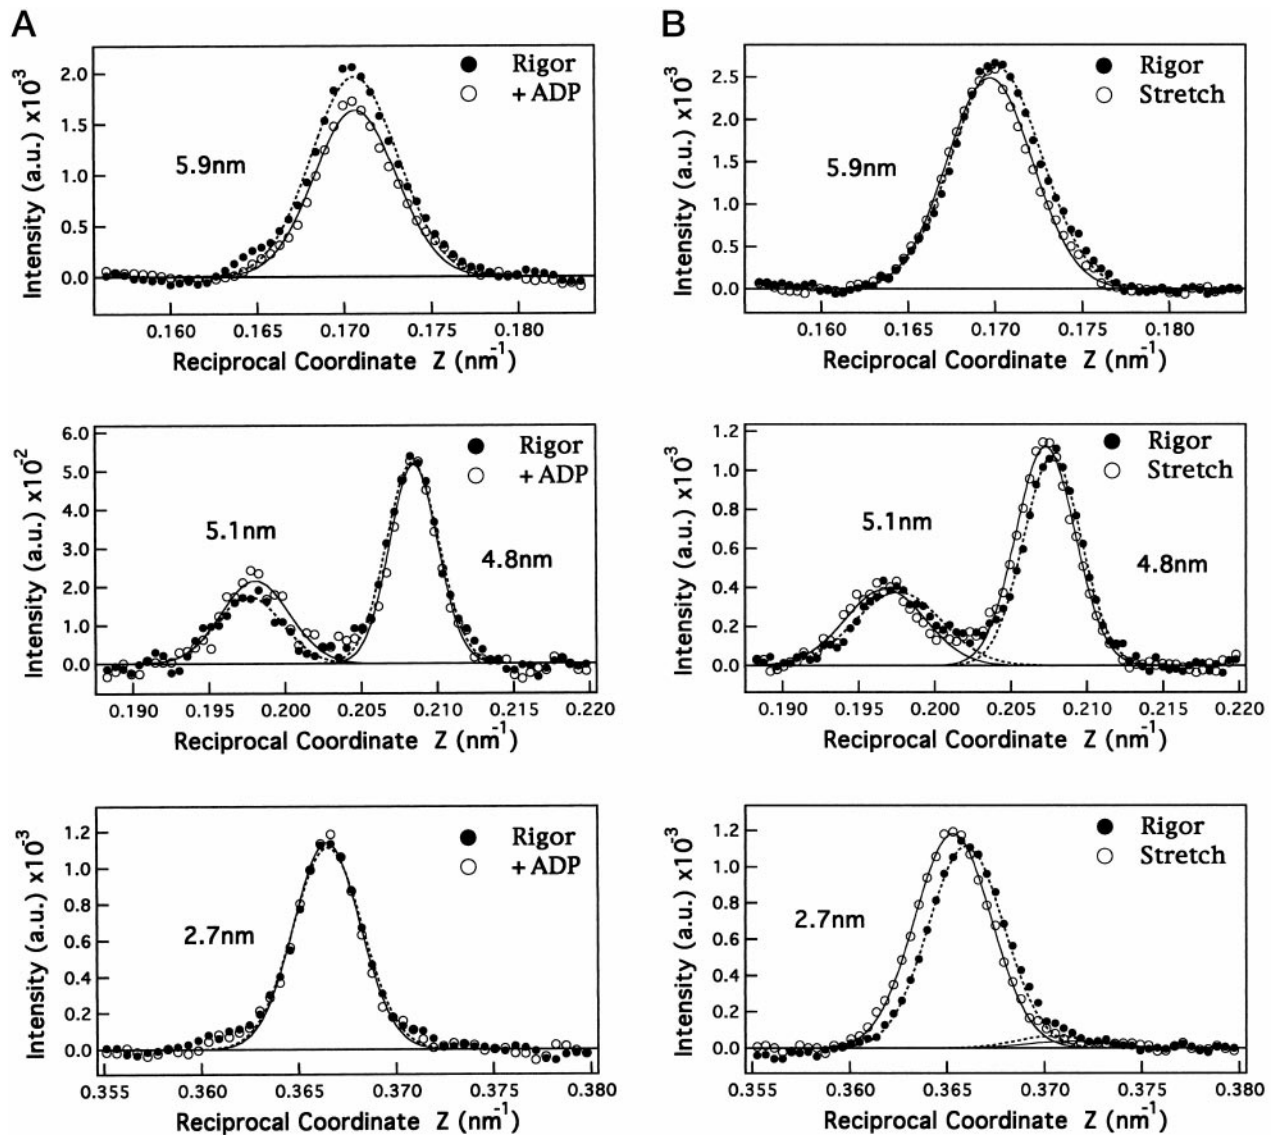 A
Intensity (a.u.) x10⁻³
2.0
1.5
1.0
0.5
0.0
● Rigor
○ +ADP
5.9nm
0.160 0.165 0.170 0.175 0.180
Reciprocal Coordinate Z (nm⁻¹)
B
Intensity (a.u.) x10⁻³
2.5
2.0
1.5
1.0
0.5
0.0
● Rigor
○ Stretch
5.9nm
0.160 0.165 0.170 0.175 0.180
Reciprocal Coordinate Z (nm⁻¹)
Intensity (a.u.) x10⁻²
6.0
5.0
4.0
3.0
2.0
1.0
0.0
● Rigor
○ +ADP
5.1nm
4.8nm
0.190 0.195 0.200 0.205 0.210 0.215 0.220
Reciprocal Coordinate Z (nm⁻¹)
Intensity (a.u.) x10⁻³
1.2
1.0
0.8
0.6
0.4
0.2
0.0
● Rigor
○ Stretch
5.1nm
4.8nm
0.190 0.195 0.200 0.205 0.210 0.215 0.220
Reciprocal Coordinate Z (nm⁻¹)
Intensity (a.u.) x10⁻³
1.2
1.0
0.8
0.6
0.4
0.2
0.0
● Rigor
○ +ADP
2.7nm
0.355 0.360 0.365 0.370 0.375 0.380
Reciprocal Coordinate Z (nm⁻¹)
Intensity (a.u.) x10⁻³
1.2
1.0
0.8
0.6
0.4
0.2
0.0
● Rigor
○ Stretch
2.7nm
0.355 0.360 0.365 0.370 0.375 0.380
Reciprocal Coordinate Z (nm⁻¹)